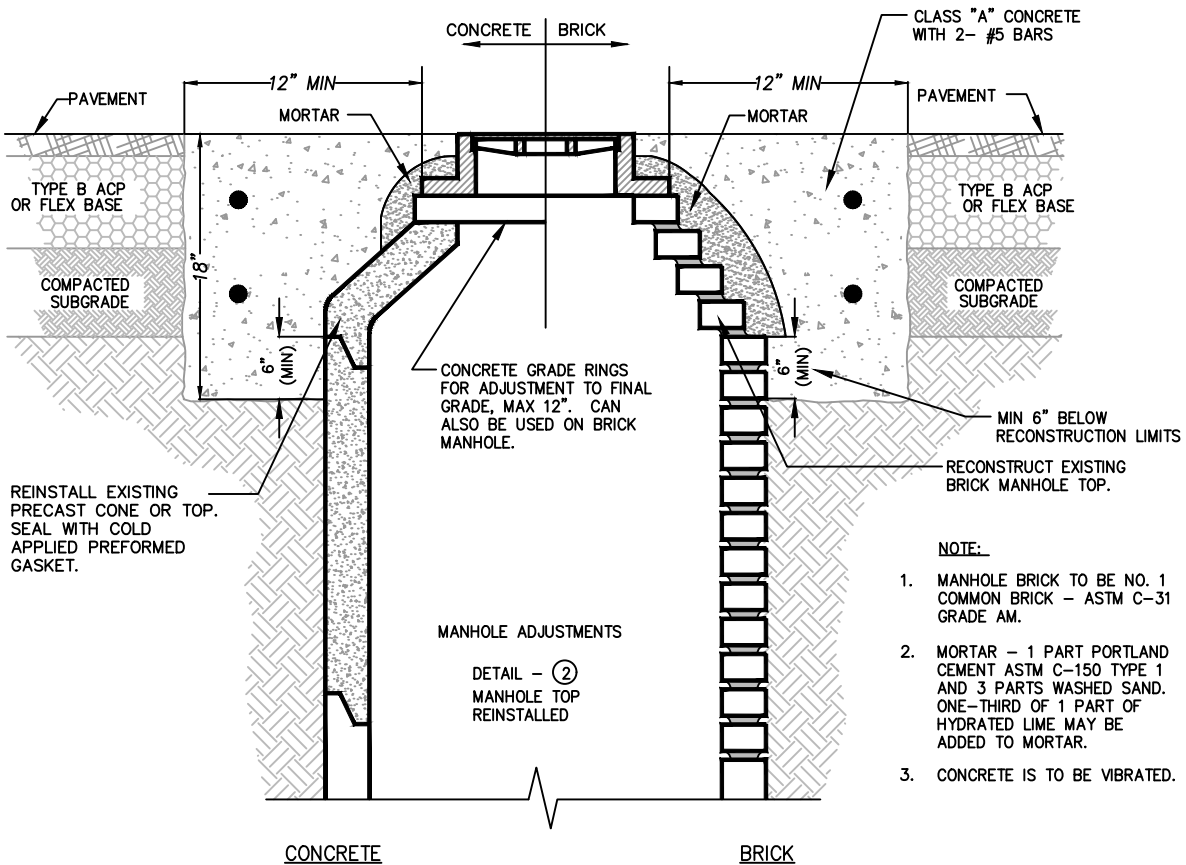 CONCRETE
BRICK
CLASS "A" CONCRETE
WITH 2- #5 BARS
12" MIN
12" MIN
PAVEMENT
MORTAR
MORTAR
PAVEMENT
TYPE B ACP
OR FLEX BASE
TYPE B ACP
OR FLEX BASE
18"
COMPACTED
SUBGRADE
COMPACTED
SUBGRADE
6"
(MIN)
6"
(MIN)
CONCRETE GRADE RINGS
FOR ADJUSTMENT TO FINAL
GRADE, MAX 12". CAN
ALSO BE USED ON BRICK
MANHOLE.
MIN 6" BELOW
RECONSTRUCTION LIMITS
RECONSTRUCT EXISTING
BRICK MANHOLE TOP.
REINSTALL EXISTING
PRECAST CONE OR TOP.
SEAL WITH COLD
APPLIED PREFORMED
GASKET.
NOTE:
1. MANHOLE BRICK TO BE NO. 1
COMMON BRICK - ASTM C-31
GRADE AM.
2. MORTAR - 1 PART PORTLAND
CEMENT ASTM C-150 TYPE 1
AND 3 PARTS WASHED SAND.
ONE-THIRD OF 1 PART OF
HYDRATED LIME MAY BE
ADDED TO MORTAR.
3. CONCRETE IS TO BE VIBRATED.
MANHOLE ADJUSTMENTS
DETAIL - 2
MANHOLE TOP
REINSTALLED
CONCRETE
BRICK